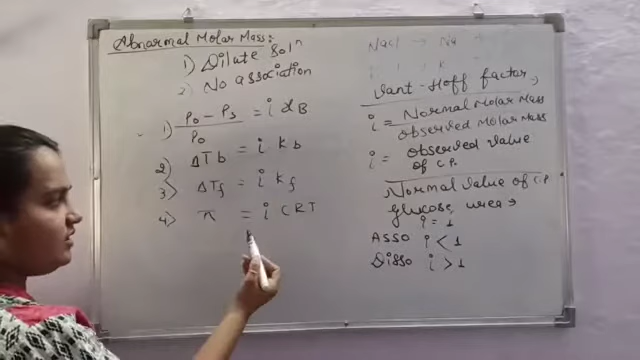 Abnormal Molar Mass:
1) Dilute Soln
2) No association
1) P₀ - Pₛ / P₀ = i xB
2) ΔTb = i Kb
3) ΔTf = i Kf
4) π = i CRT
NaCl → Na
K
Vant-Hoff factor,
i = Normal Molar Mass / observed Molar Mass
i = observed value of C.P. / Normal value of C.P.
glucose, urea →
i = 1
Asso i < 1
Disso i > 1